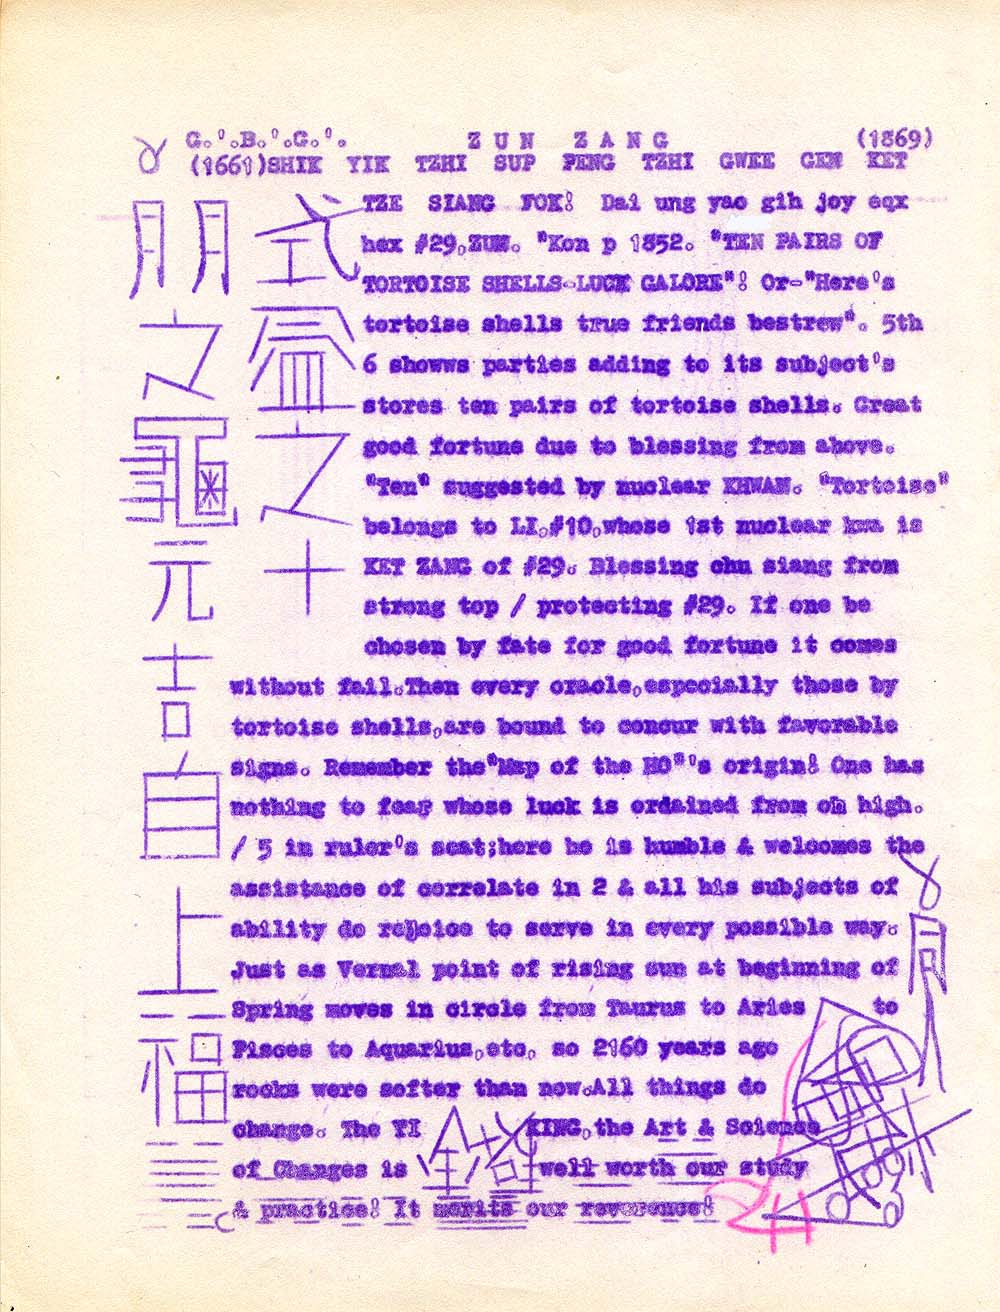 G.'.B.'.G.'. ZUN ZANG (1869)
(1661)SHIK YIK TZHI SUP PENG TZHI GWEE GEN KET
TZE SIANG FOK! Dai ung yao gih joy eqx
hex #29,ZUN. "Kon p 1852. "TEN PAIRS OF
TORTOISE SHELLS-LUCK GALORE"! Or-"Here's
tortoise shells true friends bestrew". 5th
6 showws parties adding to its subject's
stores ten pairs of tortoise shells. Great
good fortune due to blessing from above.
"Ten" suggested by nuclear KHWAN. "Tortoise"
belongs to LI,#10,whose 1st nuclear kwa is
KET ZANG of #29. Blessing chu siang from
strong top / protecting #29. If one be
chosen by fate for good fortune it comes
without fail.Then every oracle,especially those by
tortoise shells,are bound to concur with favorable
signs. Remember the"Map of the HO"'s origin! One has
nothing to fear whose luck is ordained from on high.
/ 5 in ruler's seat;here he is humble & welcomes the
assistance of correlate in 2 & all his subjects of
ability do rejoice to serve in every possible way.
Just as Vernal point of rising sun at beginning of
Spring moves in circle from Taurus to Aries to
Pisces to Aquarius,etc. so 2160 years ago
rocks were softer than now.All things do
change. The YI KING,the Art & Science
of Changes is well worth our study
& practice! It merits our reverence!
式
益
之
十
朋
之
龜
元
吉
自
上
福
24